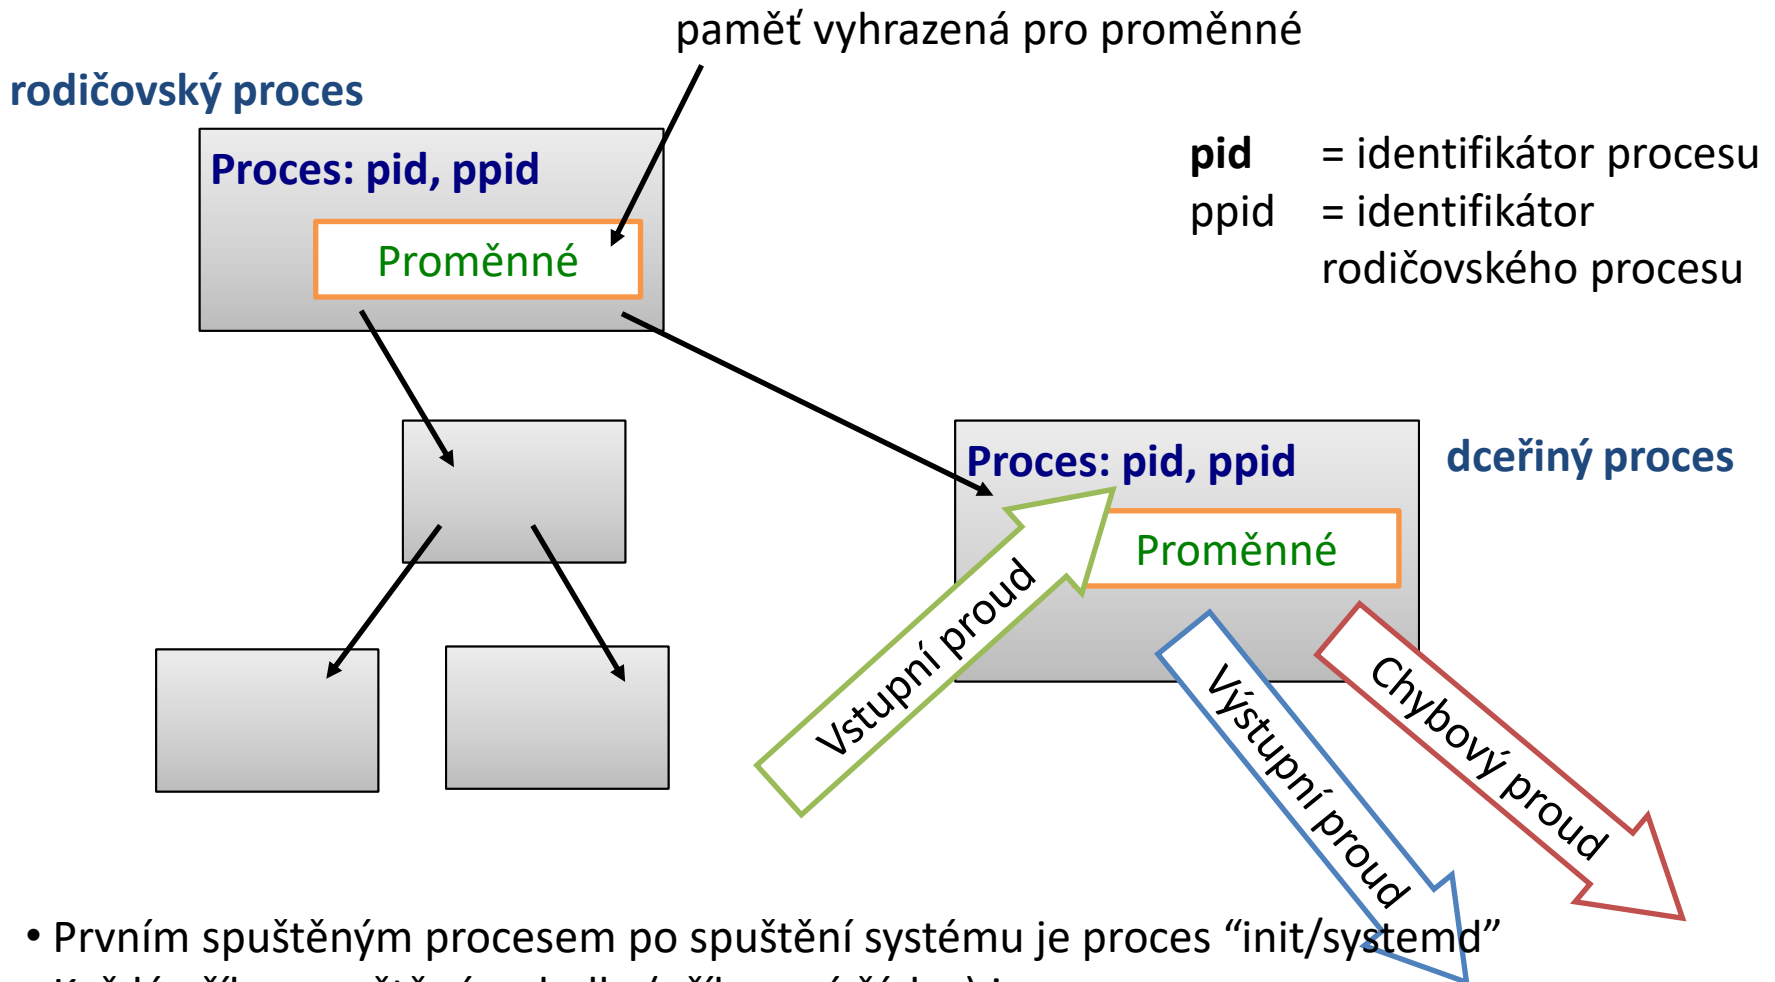 paměť vyhrazená pro proměnné
rodičovský proces
Proces: pid, ppid
Proměnné
pid = identifikátor procesu
ppid = identifikátor
rodičovského procesu
Proces: pid, ppid
dceřiný proces
Proměnné
Vstupní proud
Výstupní proud
Chybový proud
• Prvním spuštěným procesem po spuštění systému je proces “init/systemd”